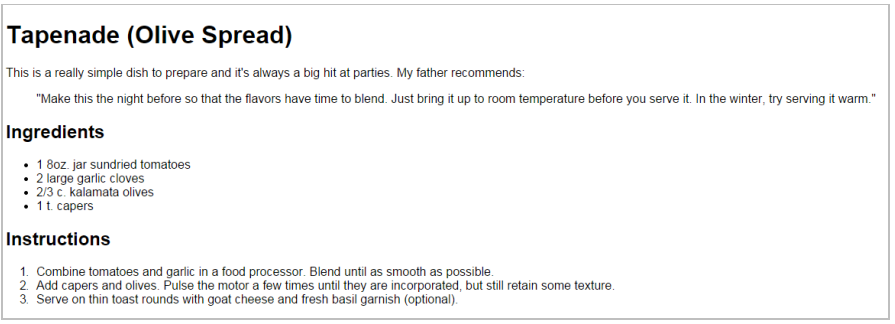 Tapenade (Olive Spread)
This is a really simple dish to prepare and it's always a big hit at parties. My father recommends:
"Make this the night before so that the flavors have time to blend. Just bring it up to room temperature before you serve it. In the winter, try serving it warm."
Ingredients
• 1 8oz. jar sundried tomatoes
• 2 large garlic cloves
• 2/3 c. kalamata olives
• 1 t. capers
Instructions
1. Combine tomatoes and garlic in a food processor. Blend until as smooth as possible.
2. Add capers and olives. Pulse the motor a few times until they are incorporated, but still retain some texture.
3. Serve on thin toast rounds with goat cheese and fresh basil garnish (optional).